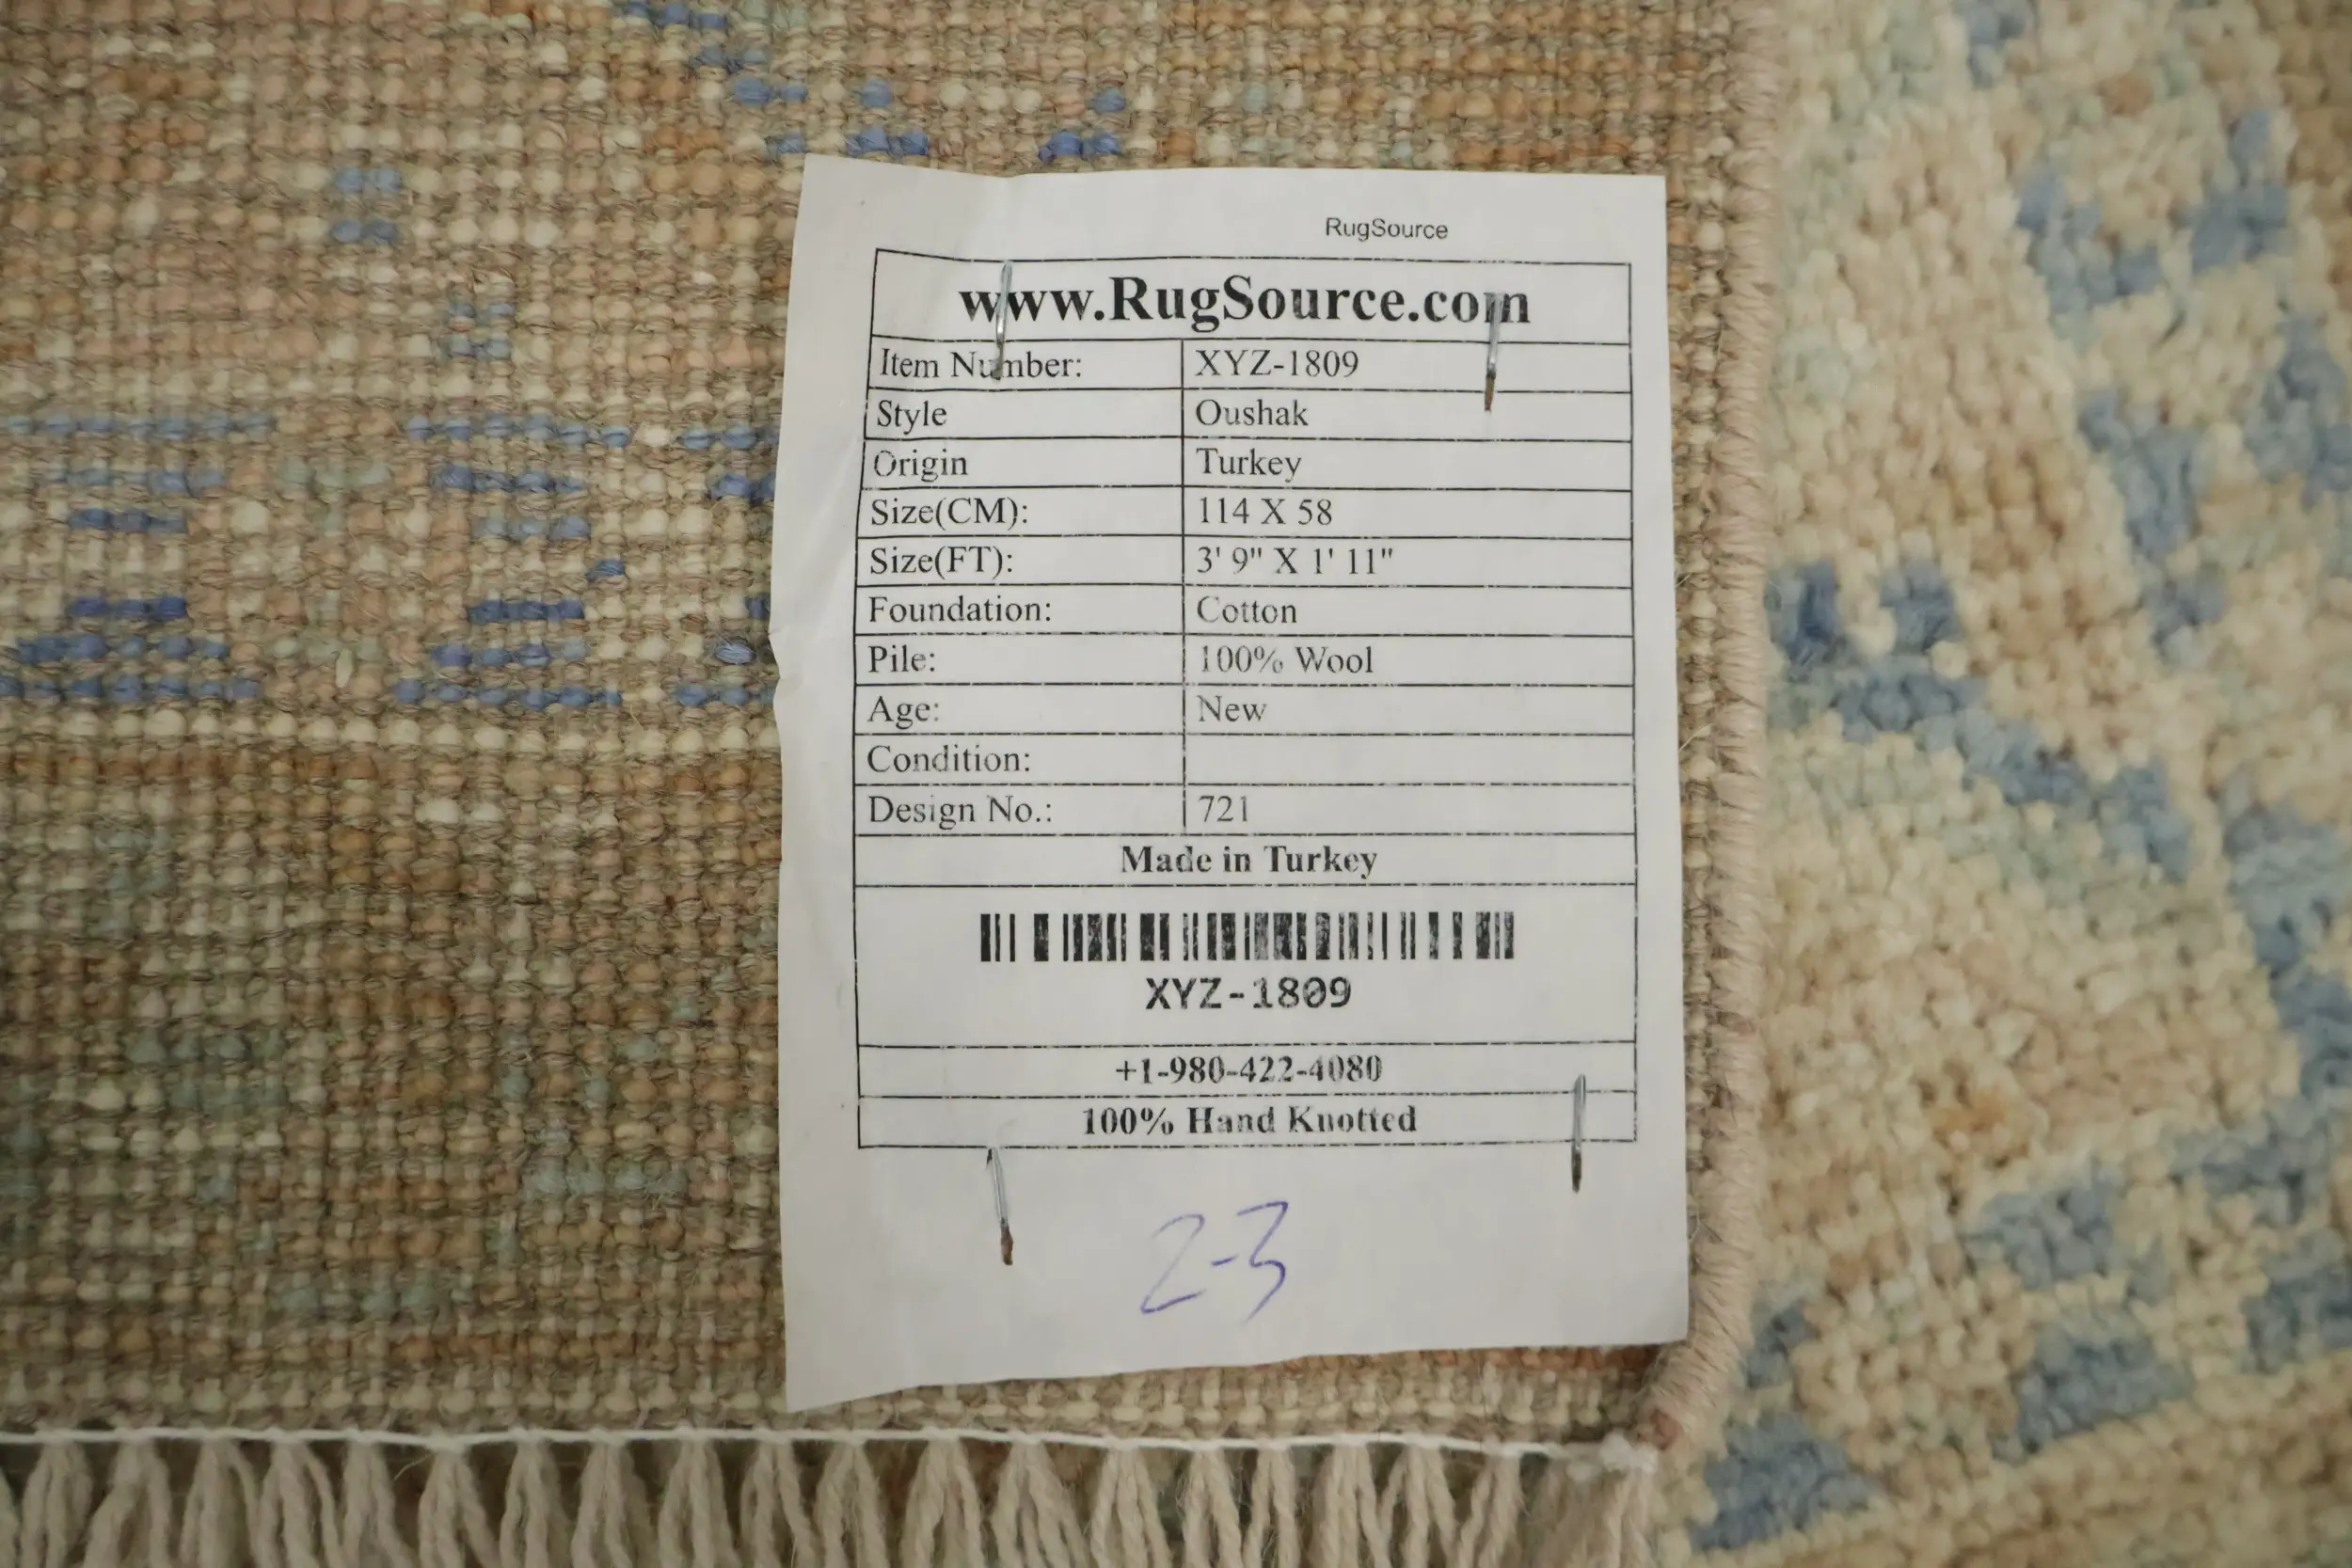 RugSource
www.RugSource.com
Item Number: XYZ-1809
Style Oushak
Origin Turkey
Size(CM): 114 X 58
Size(FT): 3' 9" X 1' 11"
Foundation: Cotton
Pile: 100% Wool
Age: New
Condition:
Design No.: 721
Made in Turkey
XYZ-1809
+1-980-422-4080
100% Hand Knotted
2-3